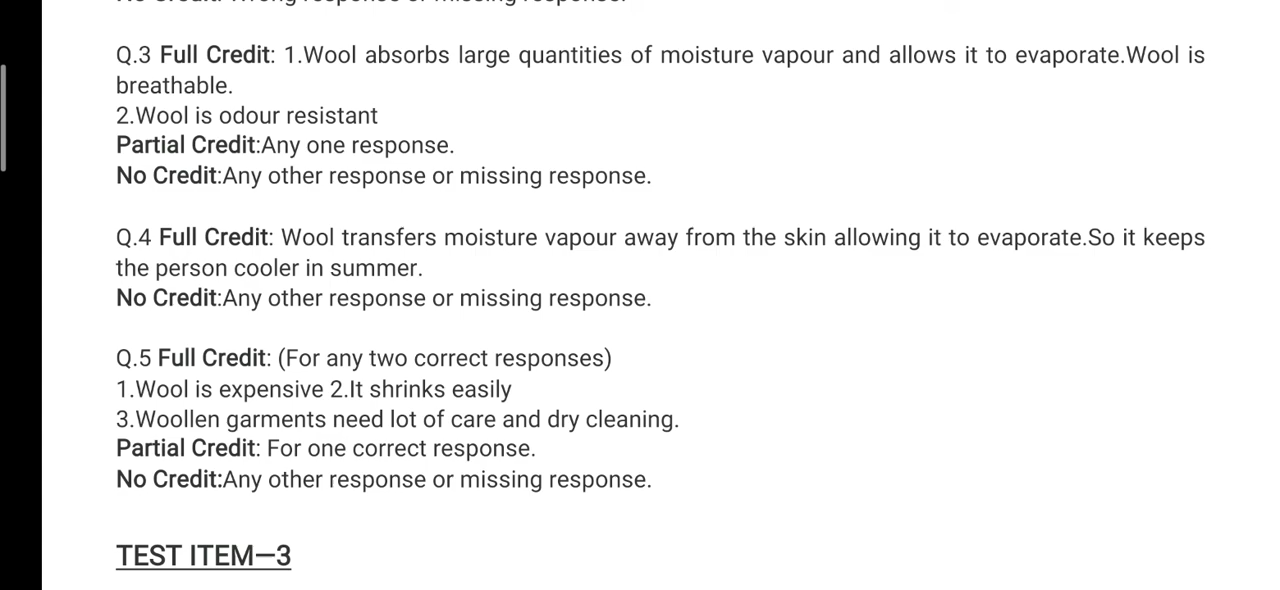 Q.3 Full Credit: 1.Wool absorbs large quantities of moisture vapour and allows it to evaporate.Wool is
breathable.
2.Wool is odour resistant
Partial Credit:Any one response.
No Credit:Any other response or missing response.
Q.4 Full Credit: Wool transfers moisture vapour away from the skin allowing it to evaporate.So it keeps
the person cooler in summer.
No Credit:Any other response or missing response.
Q.5 Full Credit: (For any two correct responses)
1.Wool is expensive 2.It shrinks easily
3.Woollen garments need lot of care and dry cleaning.
Partial Credit: For one correct response.
No Credit:Any other response or missing response.
TEST ITEM—3